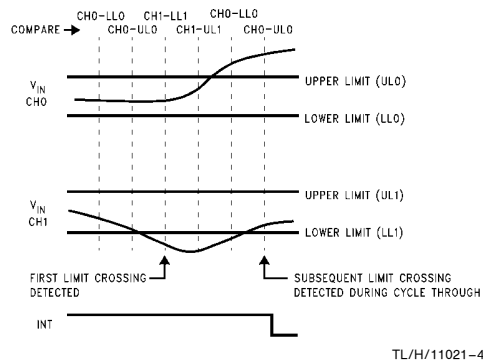 CH0-LL0 CH1-LL1 CH0-LL0
COMPARE → CH0-UL0 CH1-UL1 CH0-UL0
V_IN
CH0
UPPER LIMIT (UL0)
LOWER LIMIT (LL0)
V_IN
CH1
UPPER LIMIT (UL1)
LOWER LIMIT (LL1)
FIRST LIMIT CROSSING
DETECTED
SUBSEQUENT LIMIT CROSSING
DETECTED DURING CYCLE THROUGH
INT
TL/H/11021-4